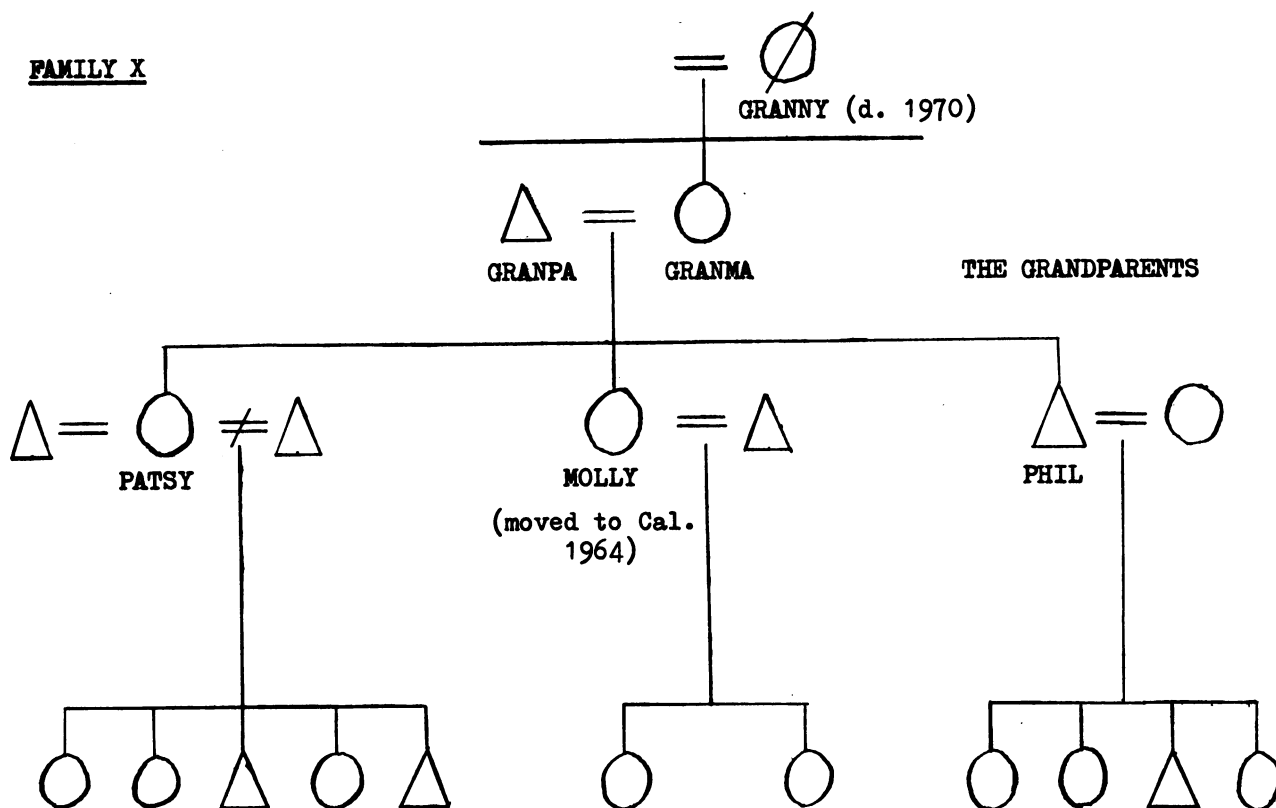 FAMILY X
GRANNY (d. 1970)
GRANPA
GRANMA
THE GRANDPARENTS
PATSY
MOLLY
(moved to Cal.
1964)
PHIL